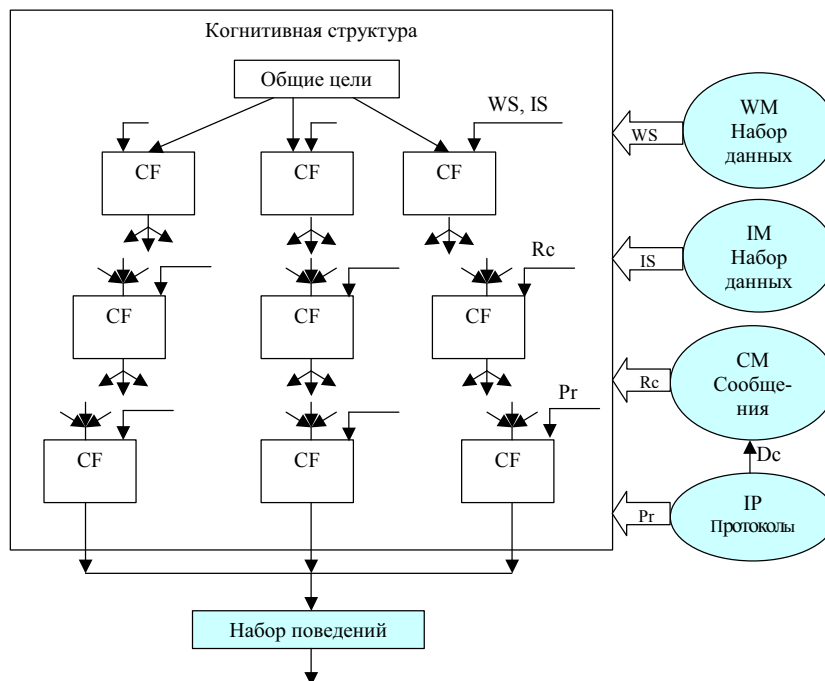 Когнитивная структура
Общие цели
WS, IS
CF
CF
CF
Rc
CF
CF
CF
Pr
CF
CF
CF
Набор поведений
WS
WM
Набор
данных
IS
IM
Набор
данных
Rc
CM
Сообще-
ния
Dc
Pr
IP
Протоколы